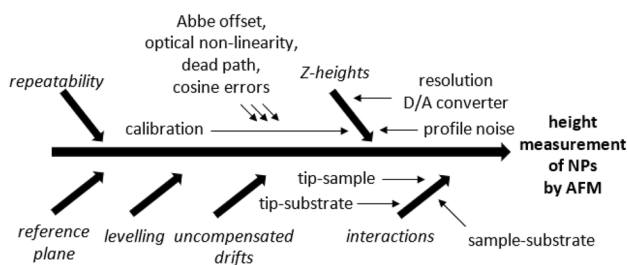 Abbe offset,
optical non-linearity,
dead path,
cosine errors
repeatability
Z-heights
resolution
D/A converter
calibration
profile noise
height
measurement
of NPs
by AFM
tip-sample
tip-substrate
reference
plane
levelling
uncompensated
drifts
interactions
sample-substrate